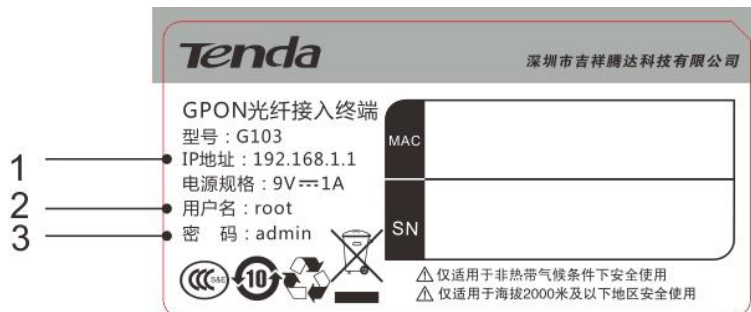 Tenda
深圳市吉祥腾达科技有限公司
GPON光纤接入终端
型号：G103
1
IP地址：192.168.1.1
电源规格：9V⎓1A
2
用户名：root
3
密 码：admin
MAC
SN
CCC S&E
10
⚠仅适用于非热带气候条件下安全使用
⚠仅适用于海拔2000米及以下地区安全使用